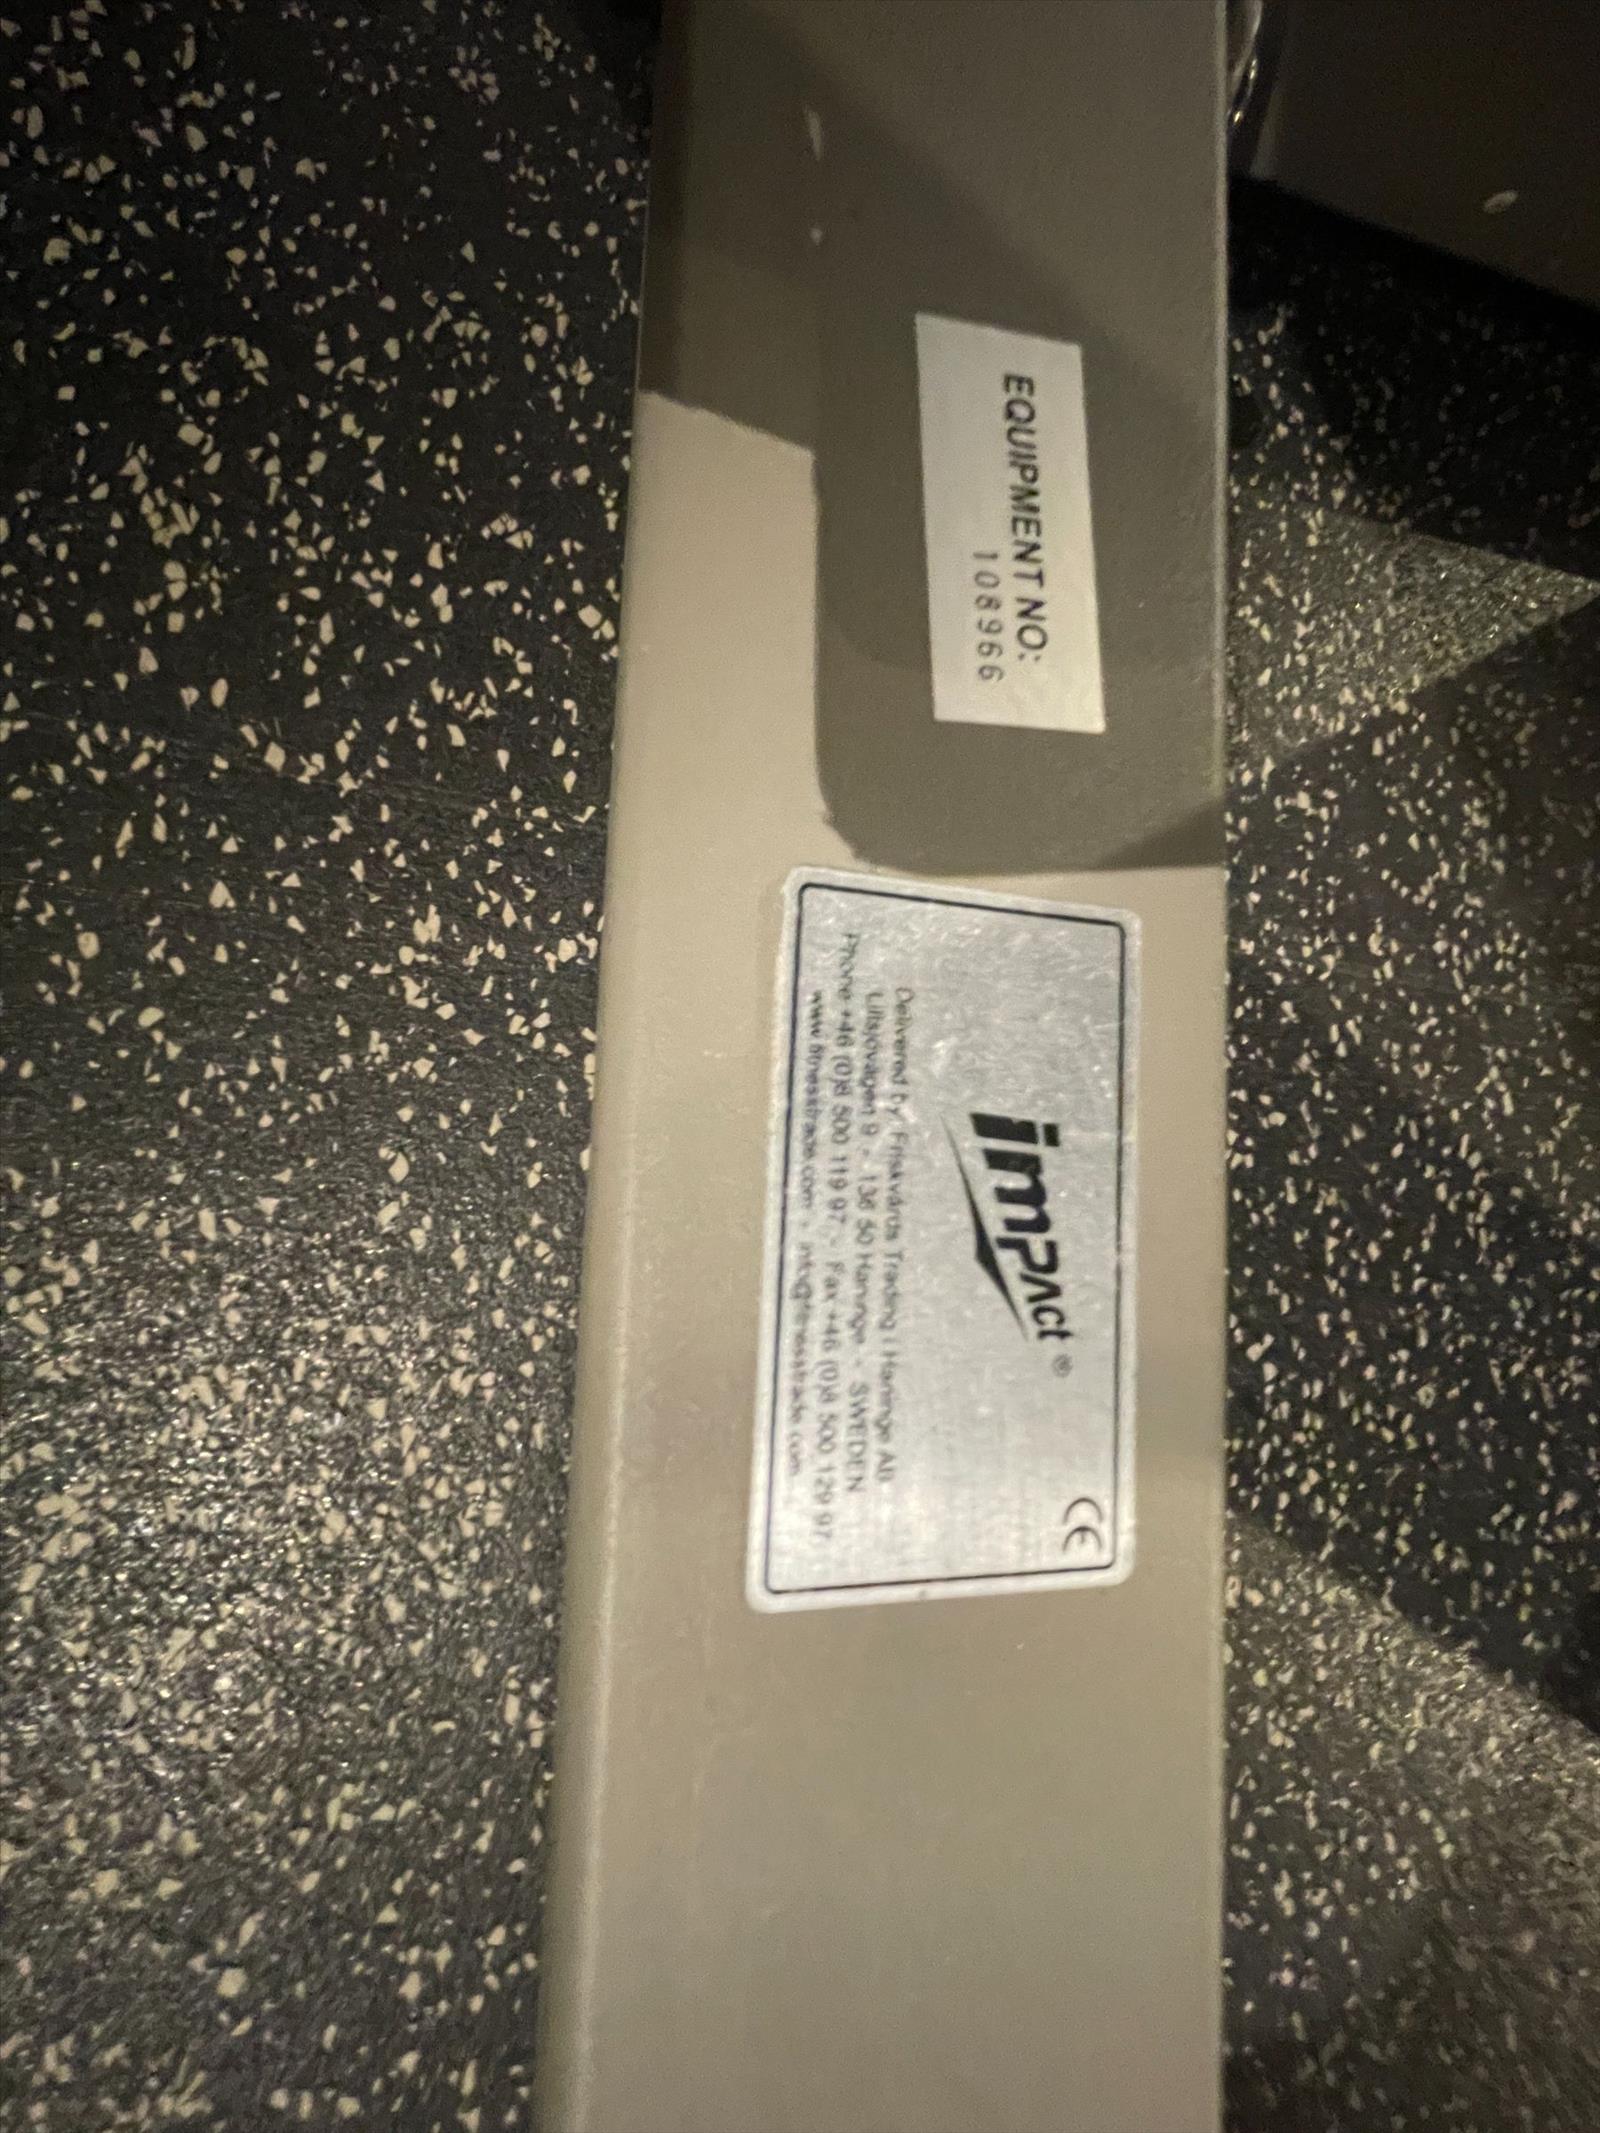 EQUIPMENT NO:
108966
impact®
CE
Delivered by Friskvårds Trading i Haninge AB
Lillsjövägen 9 - 136 50 Haninge - SWEDEN
Phone +46 (0)8 500 119 97 - Fax +46 (0)8 500 129 97
www.fitnesstrade.com - info@fitnesstrade.com